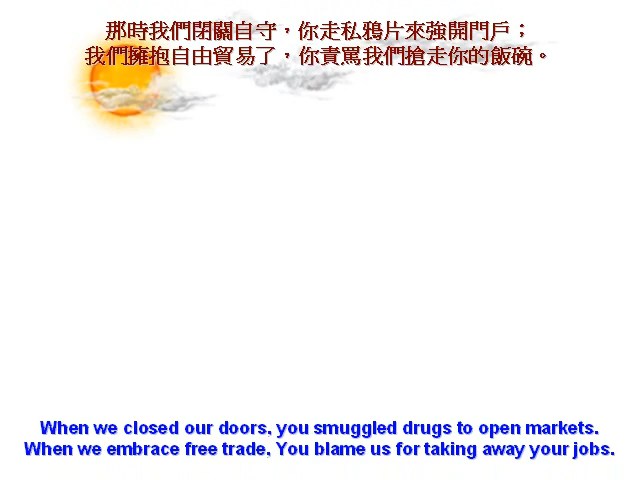 那時我們閉關自守，你走私鴉片來強開門戶；
我們擁抱自由貿易了，你責罵我們搶走你的飯碗。
When we closed our doors, you smuggled drugs to open markets.
When we embrace free trade, You blame us for taking away your jobs.